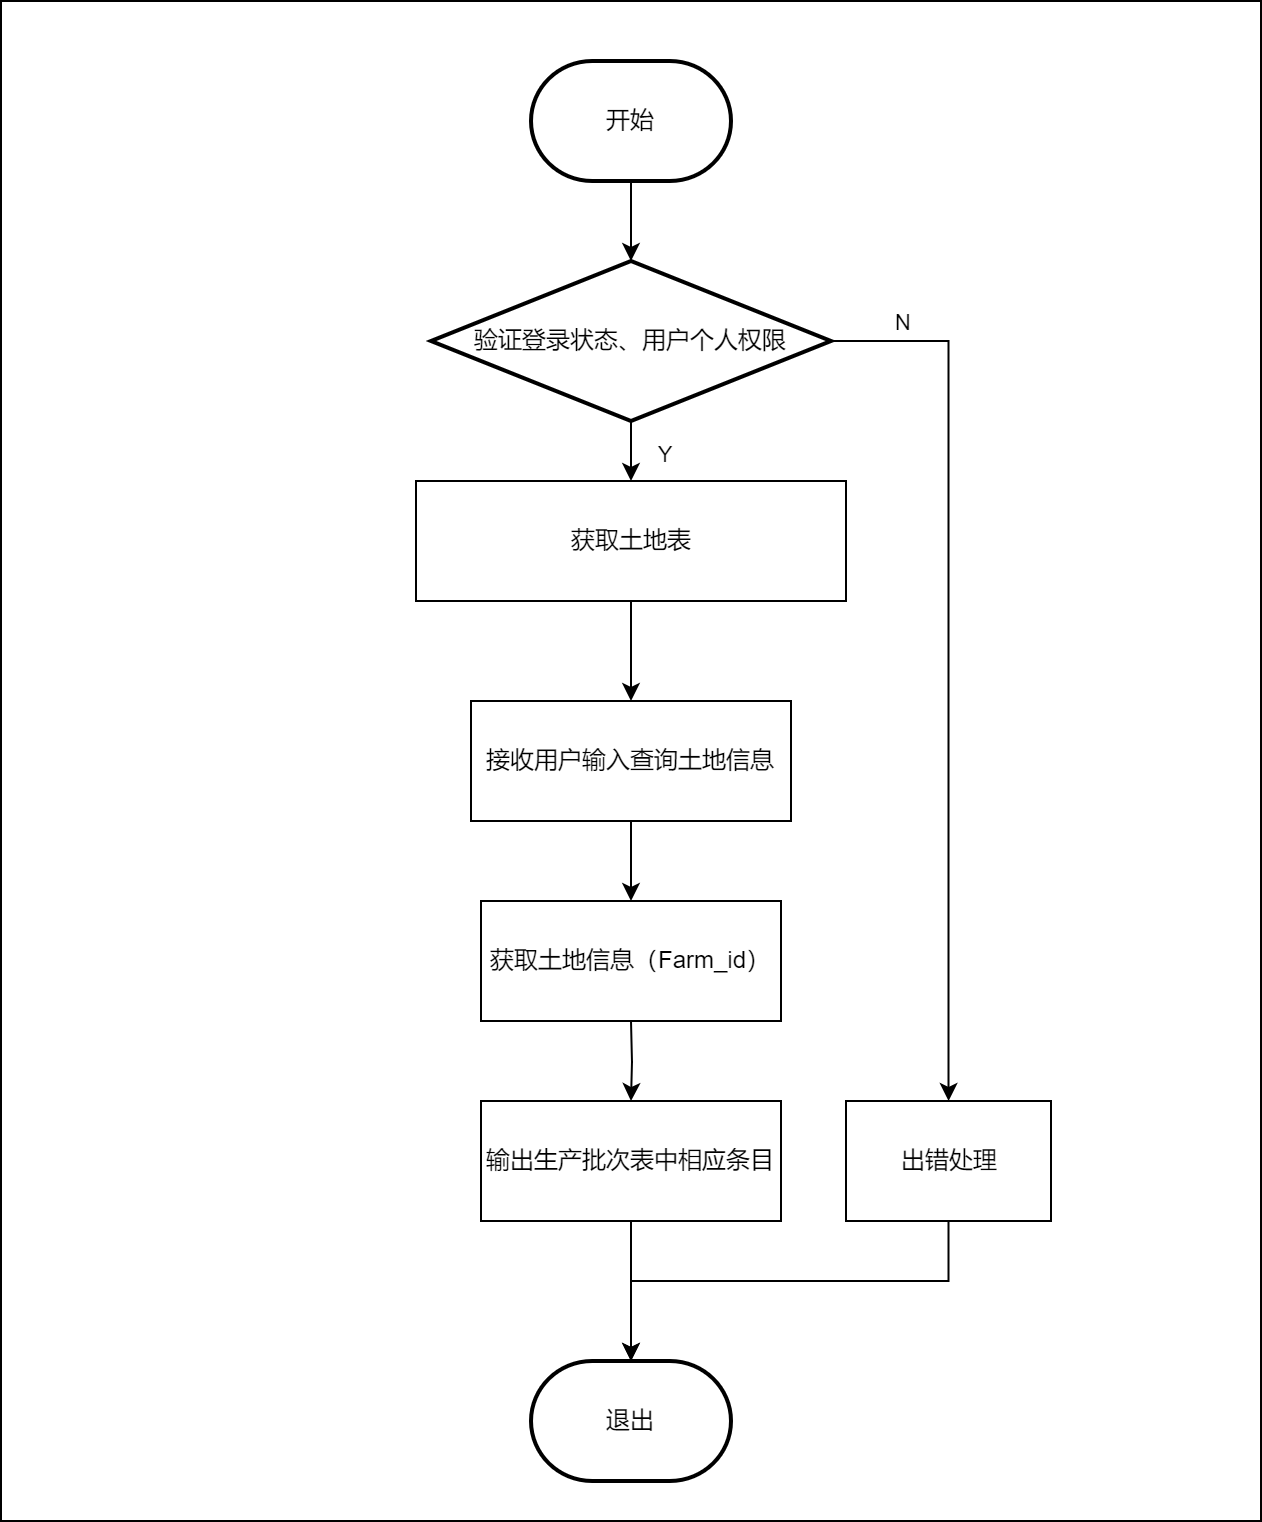 开始
验证登录状态、用户个人权限
N
Y
获取土地表
接收用户输入查询土地信息
获取土地信息（Farm_id）
输出生产批次表中相应条目
出错处理
退出